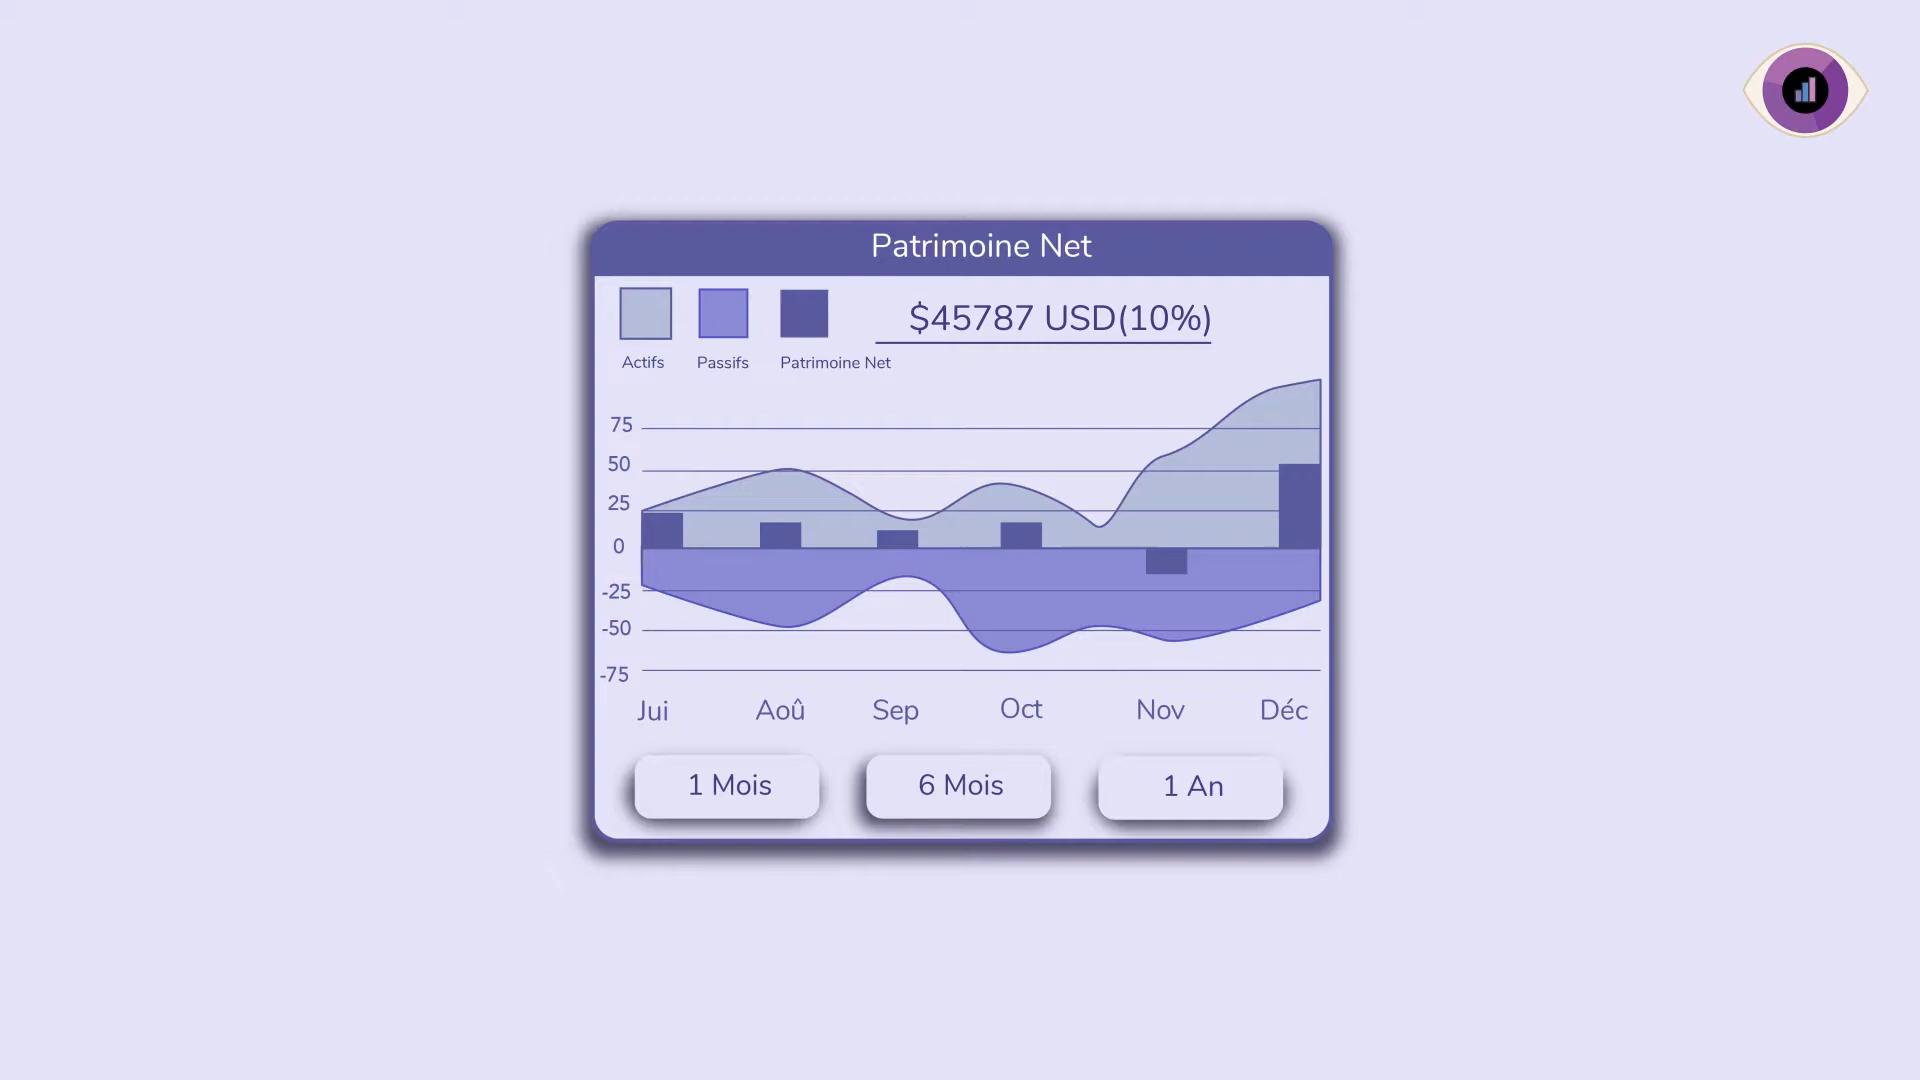 Patrimoine Net
$45787 USD(10%)
Actifs
Passifs
Patrimoine Net
75
50
25
0
-25
-50
-75
Jui
Aoû
Sep
Oct
Nov
Déc
1 Mois
6 Mois
1 An